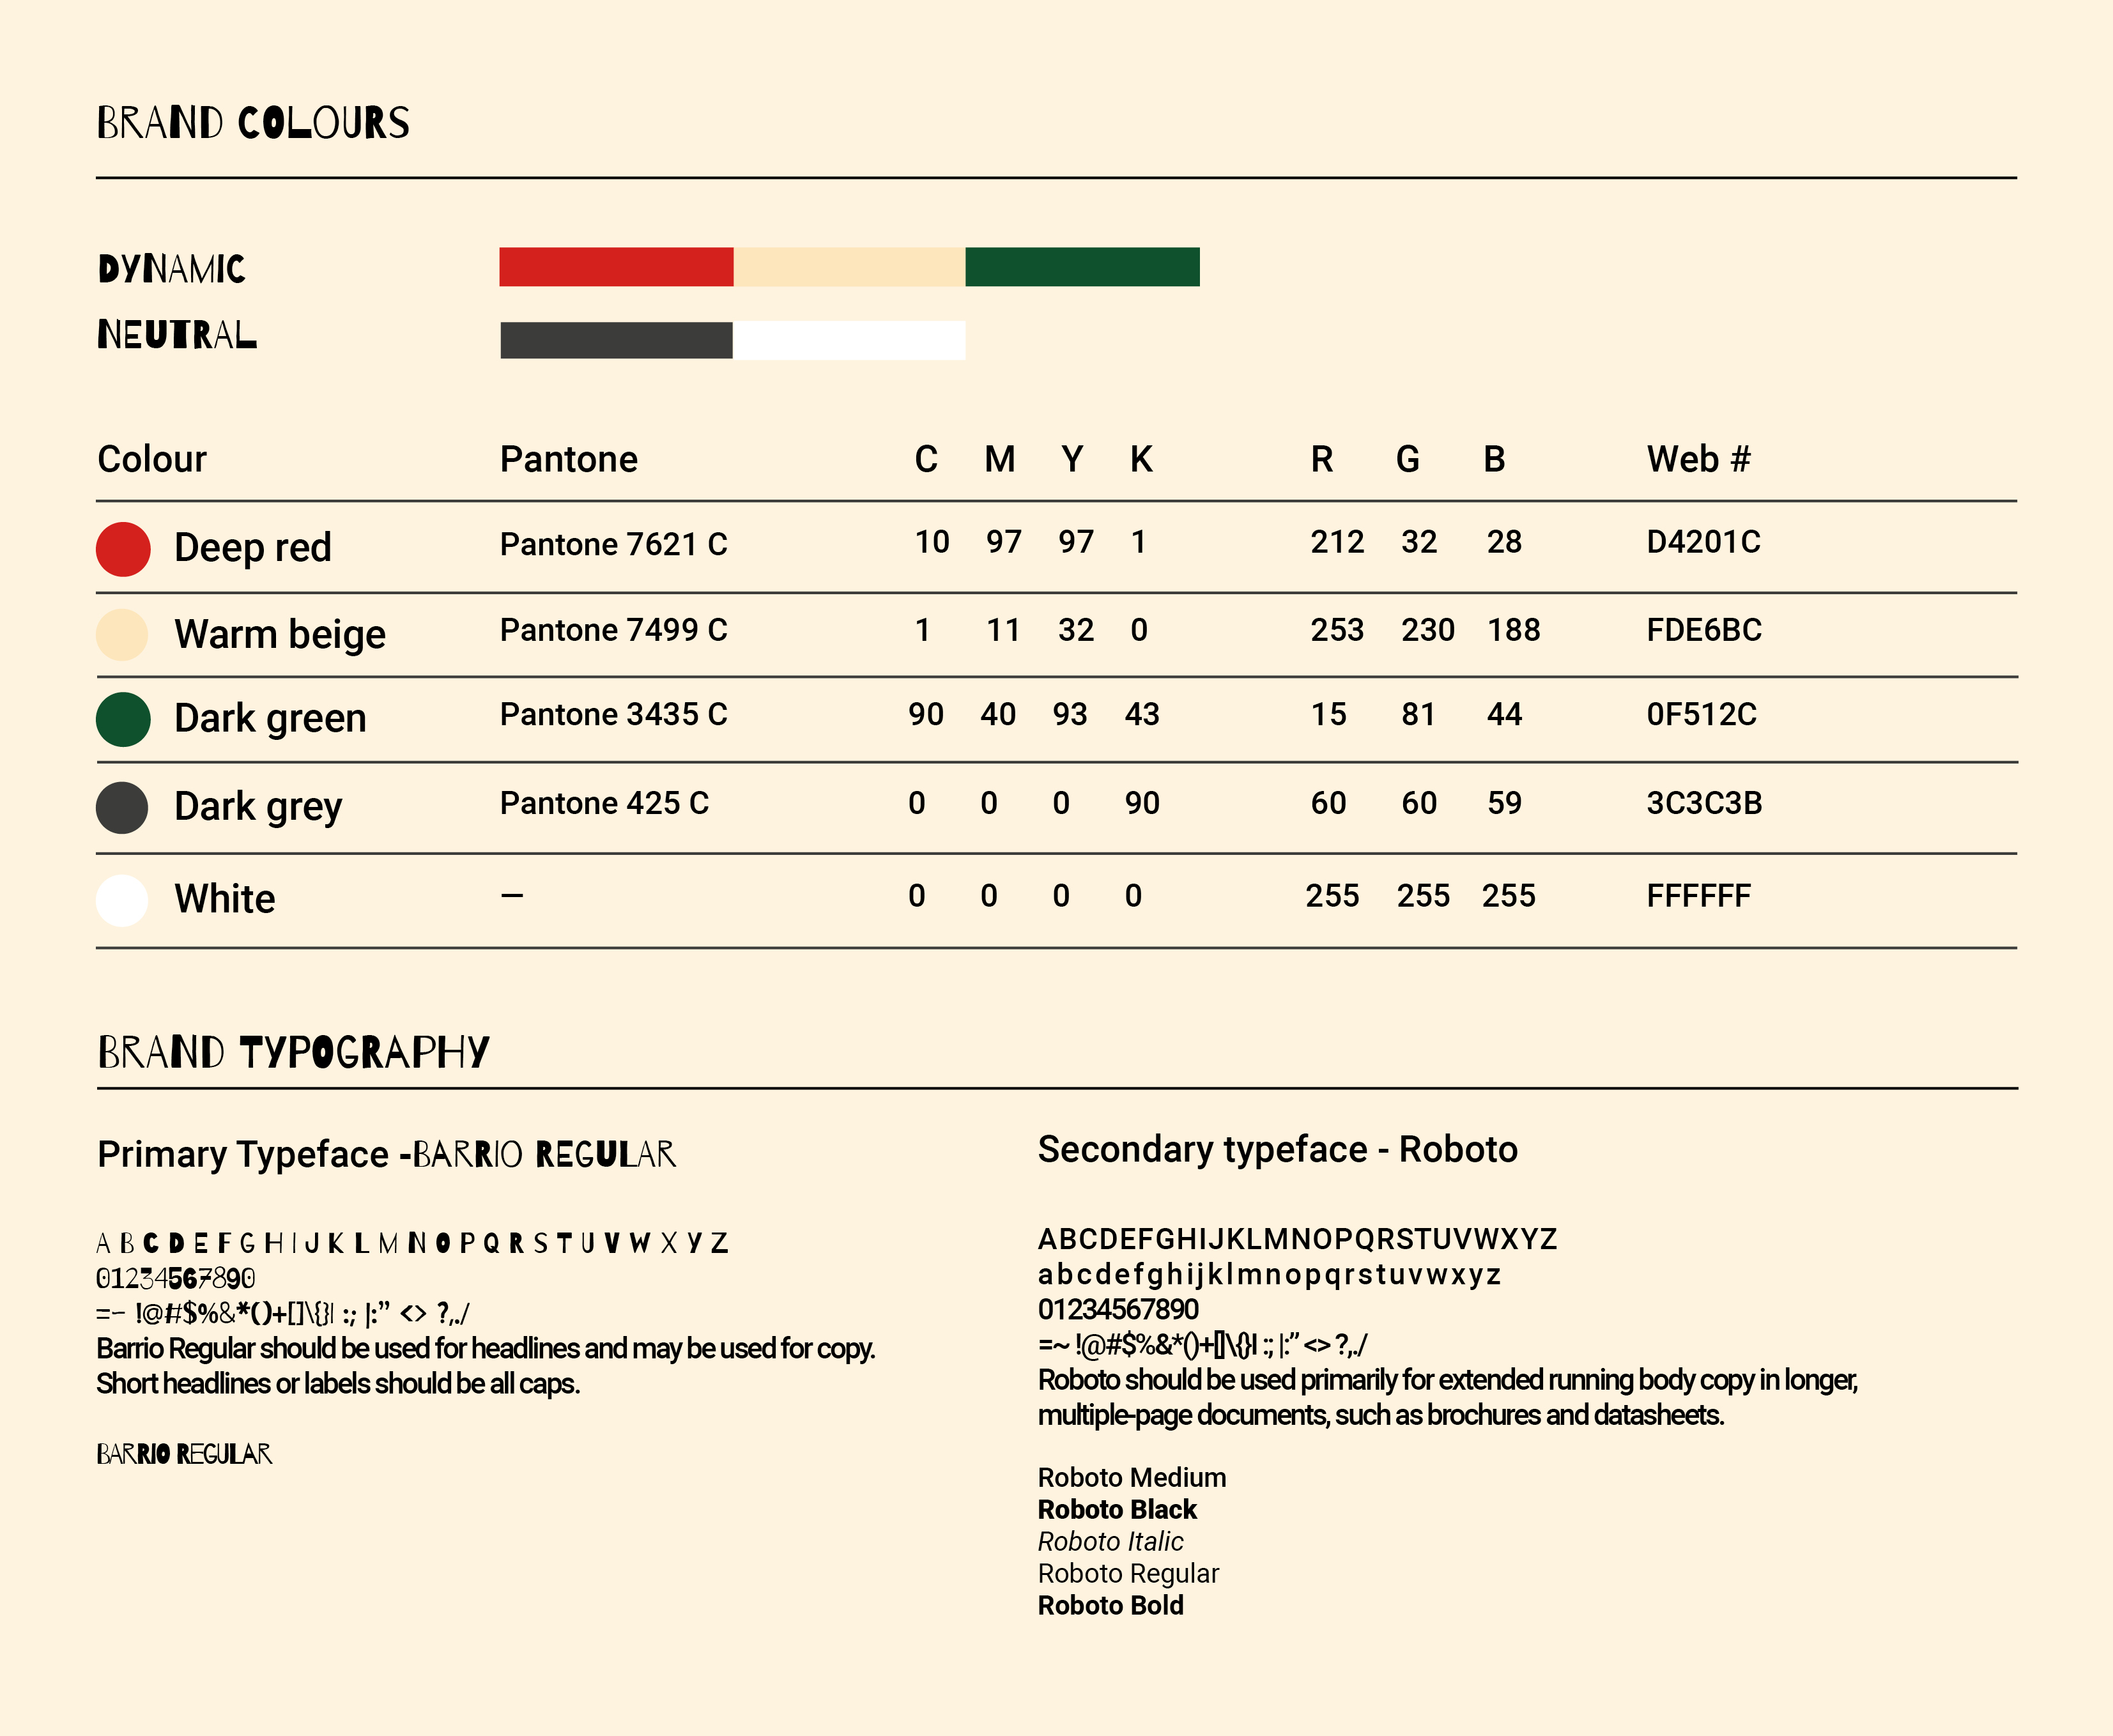 BRAND COLOURS
DYNAMIC
NEUTRAL
Colour Pantone C M Y K R G B Web #
Deep red Pantone 7621 C 10 97 97 1 212 32 28 D4201C
Warm beige Pantone 7499 C 1 11 32 0 253 230 188 FDE6BC
Dark green Pantone 3435 C 90 40 93 43 15 81 44 0F512C
Dark grey Pantone 425 C 0 0 0 90 60 60 59 3C3C3B
White — 0 0 0 0 255 255 255 FFFFFF
BRAND TYPOGRAPHY
Primary Typeface -BARRIO REGULAR
A B C D E F G H I J K L M N O P Q R S T U V W X Y Z
01234567890
=~ !@#$%&*()+[]\{}| :; |:” <> ?,./
Barrio Regular should be used for headlines and may be used for copy.
Short headlines or labels should be all caps.
BARRIO REGULAR
Secondary typeface - Roboto
ABCDEFGHIJKLMNOPQRSTUVWXYZ
abcdefghijklmnopqrstuvwxyz
01234567890
=~ !@#$%&*()+[]\{}| :; |:” <> ?,./
Roboto should be used primarily for extended running body copy in longer,
multiple-page documents, such as brochures and datasheets.
Roboto Medium
Roboto Black
Roboto Italic
Roboto Regular
Roboto Bold